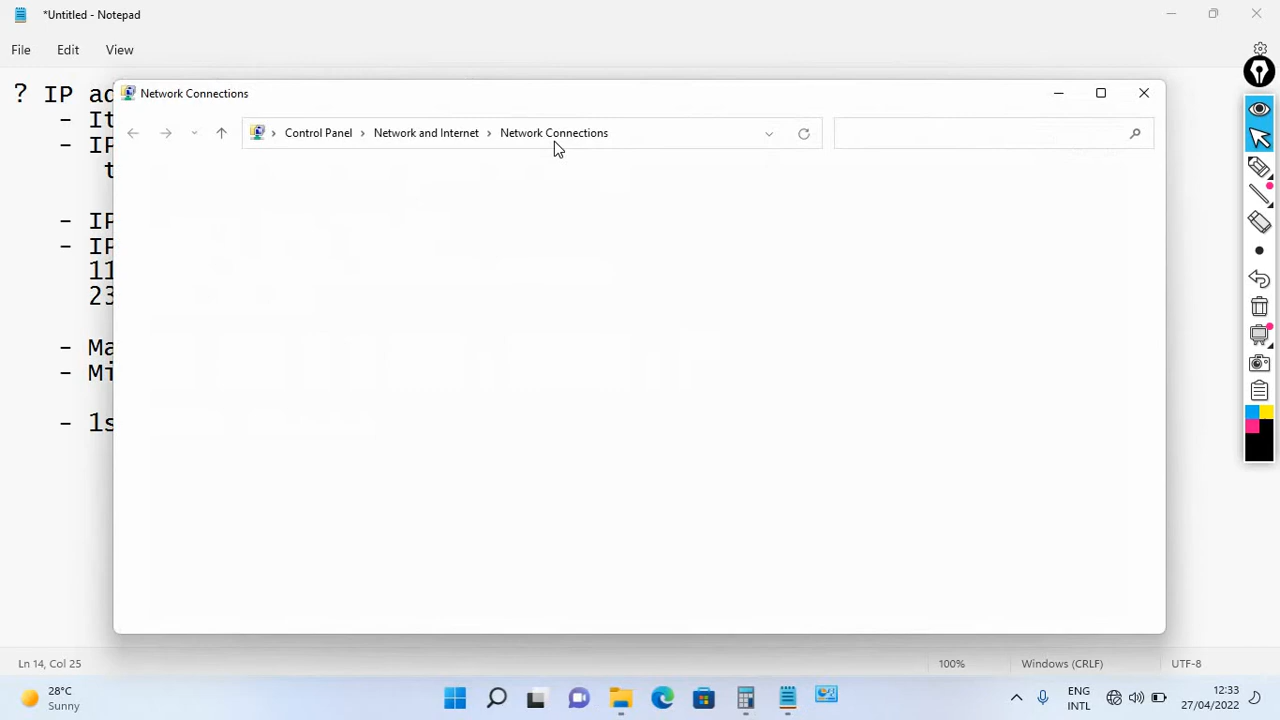 *Untitled - Notepad
File Edit View
? IP ad
- It
- IP
t
- IP
- IP
11
23
- Ma
- Mi
- 1s
Network Connections
Control Panel > Network and Internet > Network Connections
Ln 14, Col 25
100%
Windows (CRLF)
UTF-8
28°C
Sunny
ENG
INTL
12:33
27/04/2022